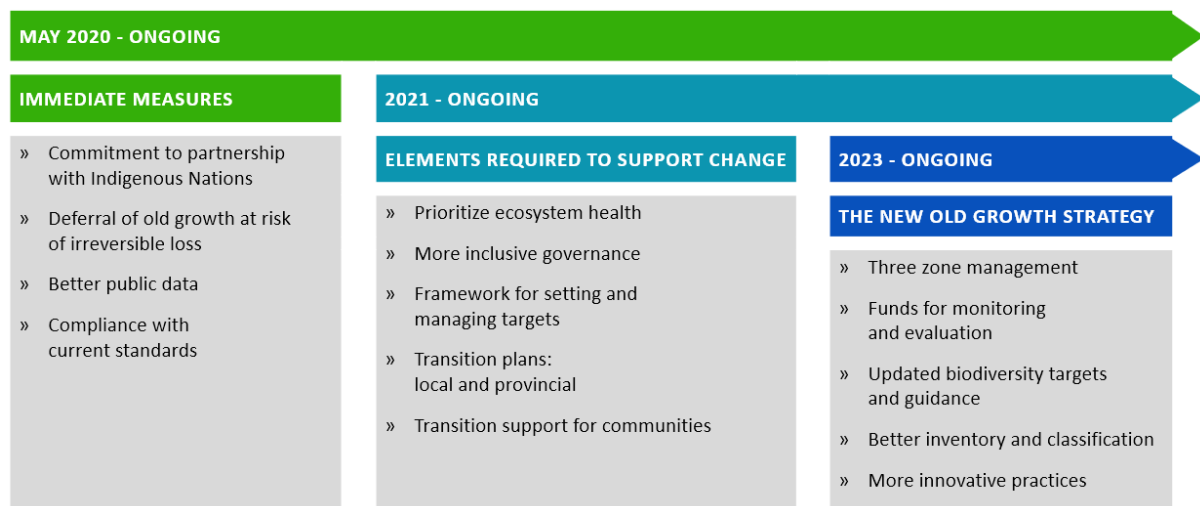 MAY 2020 - ONGOING
IMMEDIATE MEASURES
» Commitment to partnership
with Indigenous Nations
» Deferral of old growth at risk
of irreversible loss
» Better public data
» Compliance with
current standards
2021 - ONGOING
ELEMENTS REQUIRED TO SUPPORT CHANGE
» Prioritize ecosystem health
» More inclusive governance
» Framework for setting and
managing targets
» Transition plans:
local and provincial
» Transition support for communities
2023 - ONGOING
THE NEW OLD GROWTH STRATEGY
» Three zone management
» Funds for monitoring
and evaluation
» Updated biodiversity targets
and guidance
» Better inventory and classification
» More innovative practices